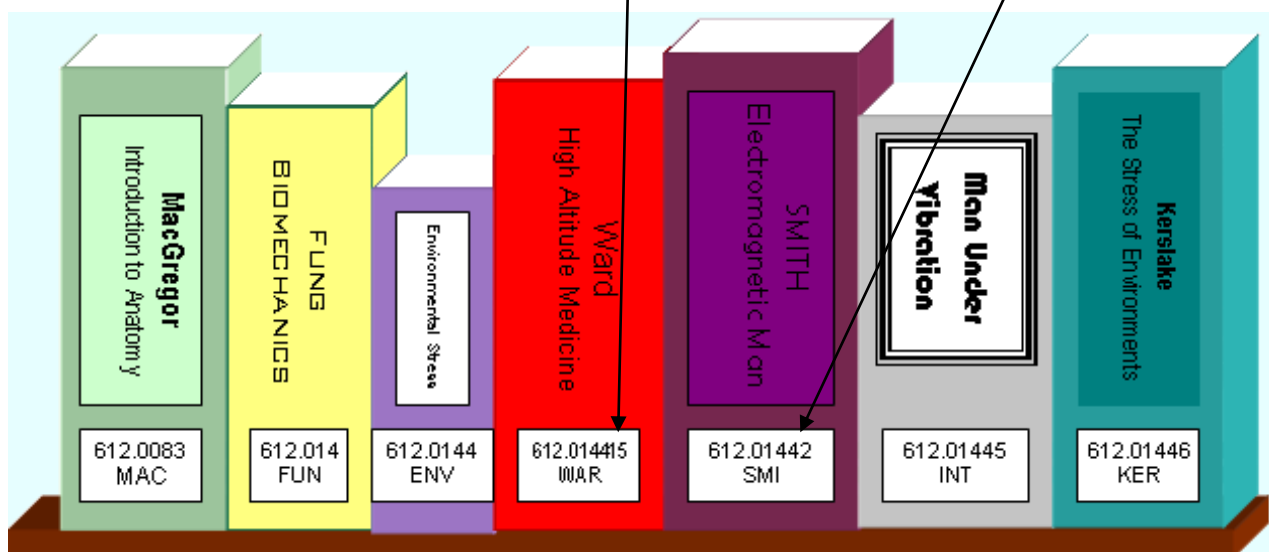 MacGregor
Introduction to Anatomy
612.0083
MAC
FUNG
BIOMECHANICS
612.014
FUN
Environmental Stress
612.0144
ENV
Ward
High Altitude Medicine
612.014415
WAR
SMITH
Electromagnetic Man
612.01442
SMI
Man Under
Vibration
612.01445
INT
Kerslake
The Stress of Environments
612.01446
KER